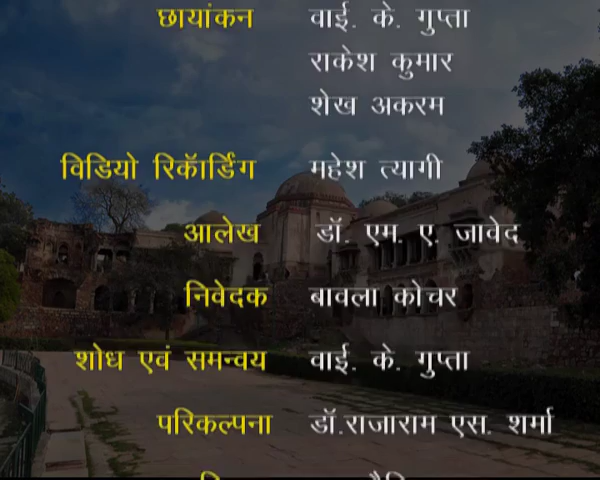 छायांकन वाई. के. गुप्ता
राकेश कुमार
शेख अकरम
विडियो रिकॅार्डिंग महेश त्यागी
आलेख डॉ. एम. ए. जावेद
निवेदक बावला कोचर
शोध एवं समन्वय वाई. के. गुप्ता
परिकल्पना डॉ.राजाराम एस. शर्मा